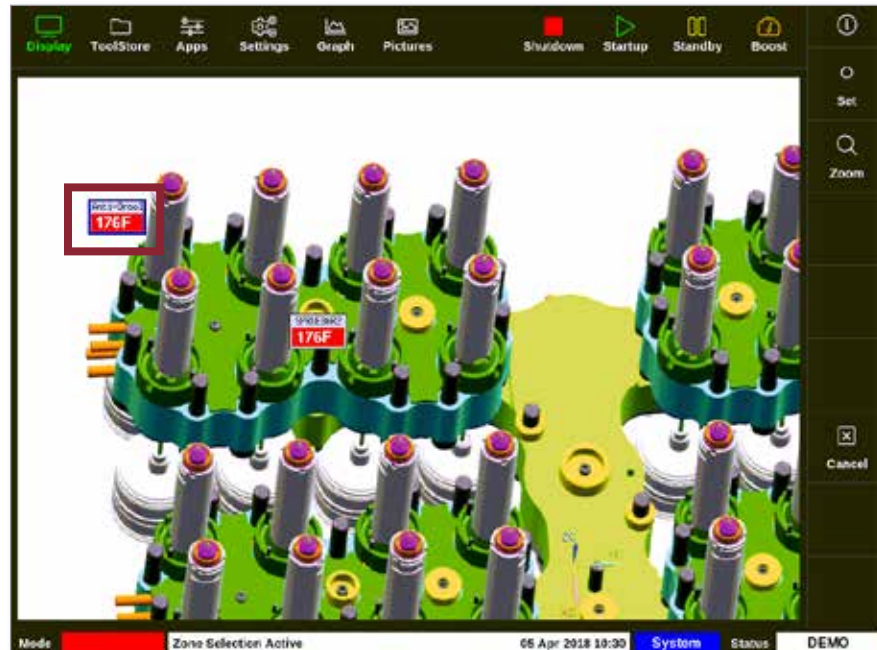 Display ToolStore Apps Settings Graph Pictures Shutdown Startup Standby Boost
Set
Zoom
176F
176F
Cancel
Mode Zone Selection Active 05 Apr 2018 10:30 System Status DEMO